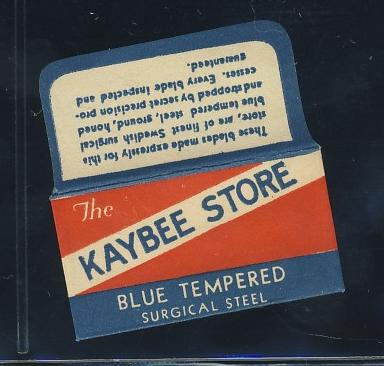 These blades made expressly for this
store, are of finest Swedish surgical
blue tempered steel, ground, honed
and stropped by secret precision pro-
cesses. Every blade inspected and
guaranteed.
The
KAYBEE STORE
BLUE TEMPERED
SURGICAL STEEL